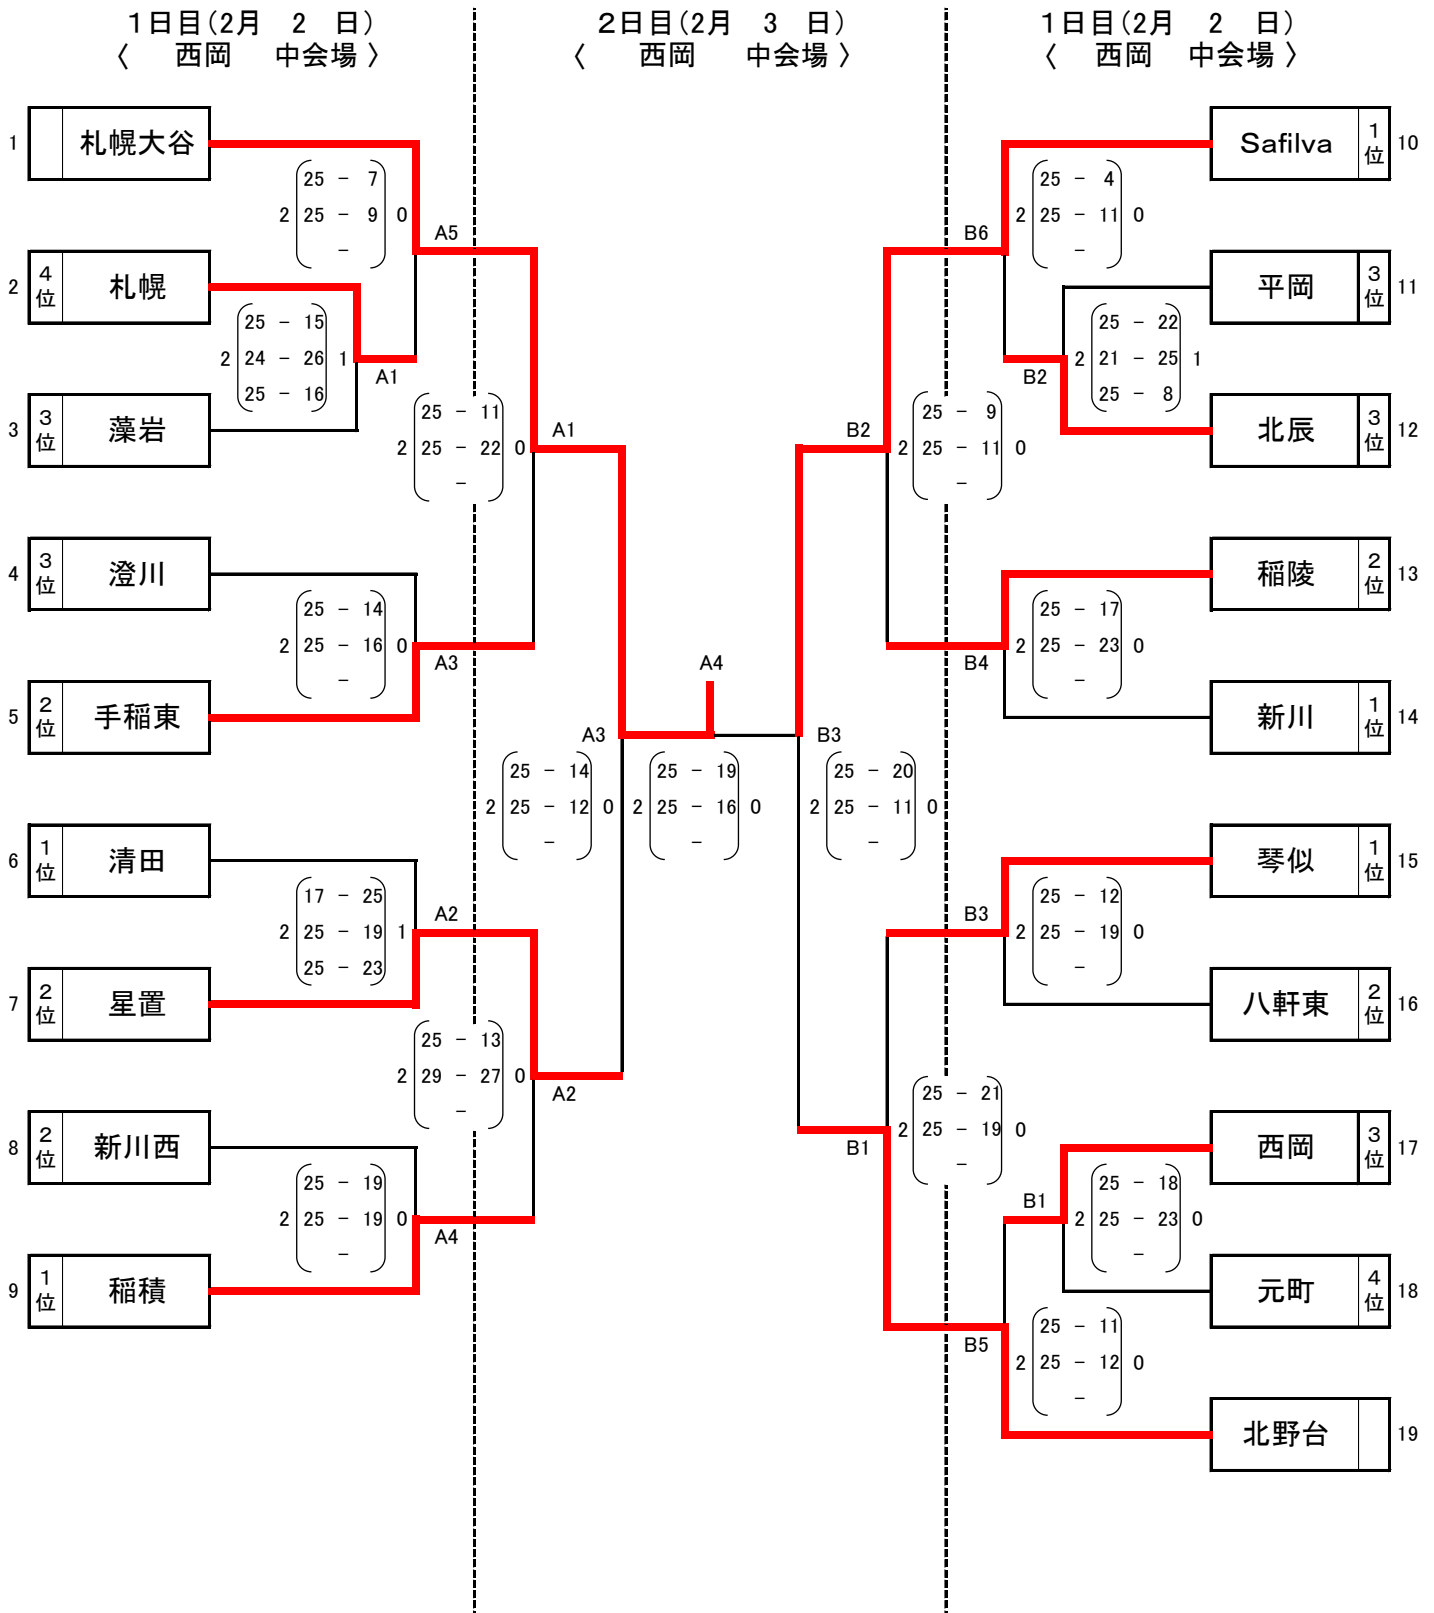 1日目(2月　2　日)
〈　西岡　中会場 〉
2日目(2月　3　日)
〈　西岡　中会場 〉
1日目(2月　2　日)
〈　西岡　中会場 〉
1 札幌大谷
25 - 7
2 25 - 9 0
-
A5
2 4位 札幌
25 - 15
2 24 - 26 1
25 - 16
A1
3 3位 藻岩
25 - 11
2 25 - 22 0
-
A1
4 3位 澄川
25 - 14
2 25 - 16 0
-
A3
5 2位 手稲東
A3
25 - 14
2 25 - 12 0
-
6 1位 清田
17 - 25
2 25 - 19 1
25 - 23
A2
7 2位 星置
25 - 13
2 29 - 27 0
-
A2
8 2位 新川西
25 - 19
2 25 - 19 0
-
A4
9 1位 稲積
A4
25 - 19
2 25 - 16 0
-
Safilva 1位 10
B6
25 - 4
2 25 - 11 0
-
平岡 3位 11
25 - 22
2 21 - 25 1
25 - 8
B2
北辰 3位 12
B2
25 - 9
2 25 - 11 0
-
稲陵 2位 13
25 - 17
2 25 - 23 0
-
B4
新川 1位 14
B3
25 - 20
2 25 - 11 0
-
琴似 1位 15
B3
25 - 12
2 25 - 19 0
-
八軒東 2位 16
25 - 21
2 25 - 19 0
-
B1
西岡 3位 17
B1
25 - 18
2 25 - 23 0
-
元町 4位 18
B5
25 - 11
2 25 - 12 0
-
北野台 19